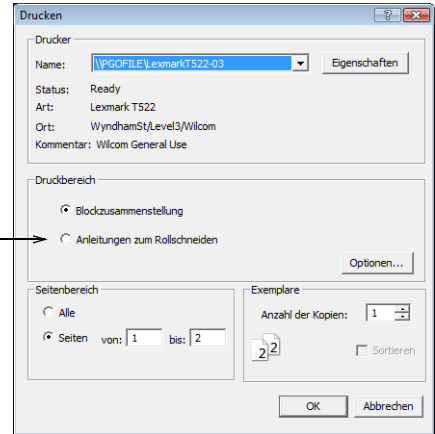 Drucken
Drucker
Name: \\PGOFILE\LexmarkT522-03 Eigenschaften
Status: Ready
Art: Lexmark T522
Ort: WyndhamSt/Level3/Wilcom
Kommentar: Wilcom General Use
Druckbereich
Blockzusammenstellung
Anleitungen zum Rollschneiden
Optionen...
Seitenbereich
Alle
Seiten von: 1 bis: 2
Exemplare
Anzahl der Kopien: 1
2 2 Sortieren
OK Abbrechen